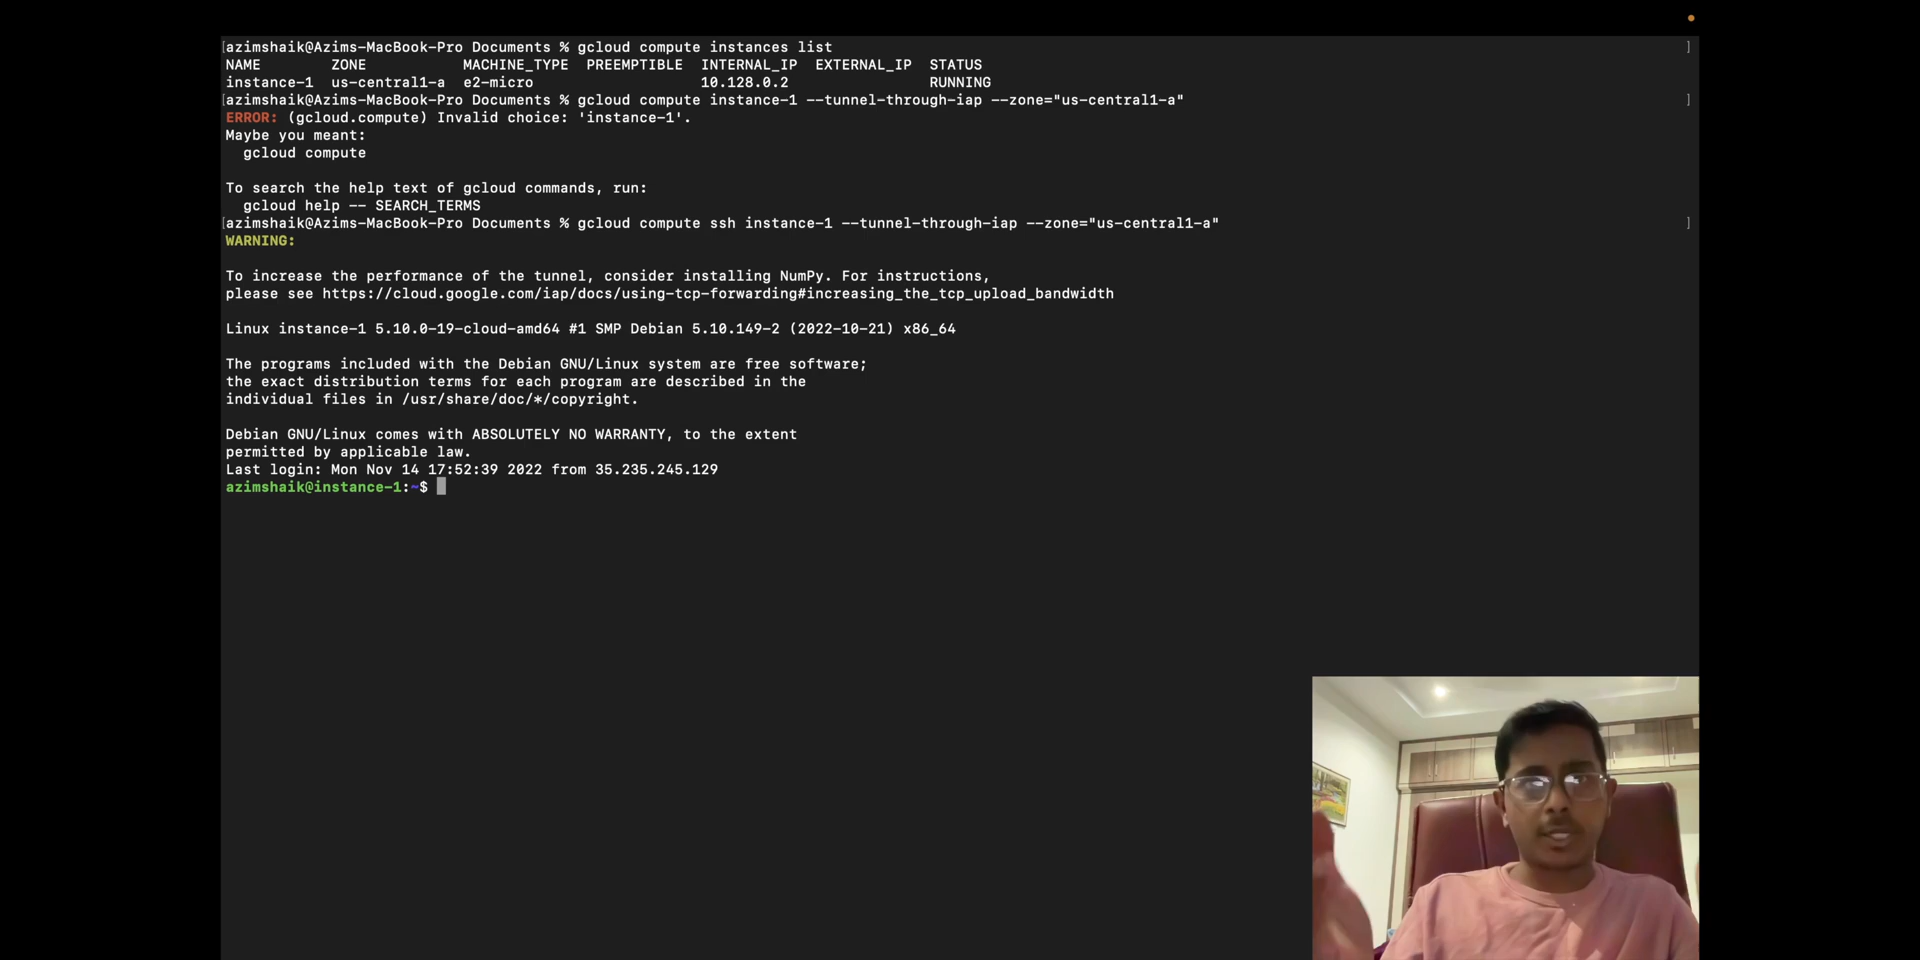 [azimshaik@Azims-MacBook-Pro Documents % gcloud compute instances list ]
NAME ZONE MACHINE_TYPE PREEMPTIBLE INTERNAL_IP EXTERNAL_IP STATUS
instance-1 us-central1-a e2-micro 10.128.0.2 RUNNING
[azimshaik@Azims-MacBook-Pro Documents % gcloud compute instance-1 --tunnel-through-iap --zone="us-central1-a" ]
ERROR: (gcloud.compute) Invalid choice: 'instance-1'.
Maybe you meant:
gcloud compute
To search the help text of gcloud commands, run:
gcloud help -- SEARCH_TERMS
[azimshaik@Azims-MacBook-Pro Documents % gcloud compute ssh instance-1 --tunnel-through-iap --zone="us-central1-a" ]
WARNING:
To increase the performance of the tunnel, consider installing NumPy. For instructions,
please see https://cloud.google.com/iap/docs/using-tcp-forwarding#increasing_the_tcp_upload_bandwidth
Linux instance-1 5.10.0-19-cloud-amd64 #1 SMP Debian 5.10.149-2 (2022-10-21) x86_64
The programs included with the Debian GNU/Linux system are free software;
the exact distribution terms for each program are described in the
individual files in /usr/share/doc/*/copyright.
Debian GNU/Linux comes with ABSOLUTELY NO WARRANTY, to the extent
permitted by applicable law.
Last login: Mon Nov 14 17:52:39 2022 from 35.235.245.129
azimshaik@instance-1:~$